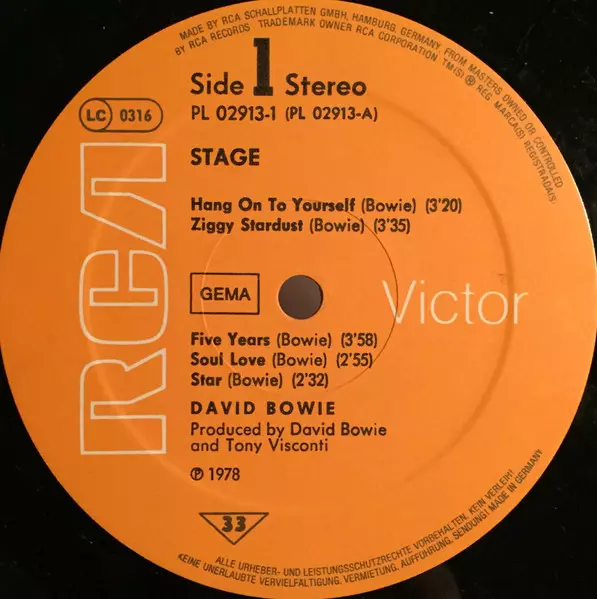 MADE BY RCA SCHALLPLATTEN GMBH, HAMBURG, GERMANY, FROM MASTERS OWNED OR CONTROLLED
BY RCA RECORDS TRADEMARK OWNER RCA CORPORATION TM(S) ® REG. MARCA(S) REGISTRADA(S).
Side 1 Stereo
PL 02913-1 (PL 02913-A)
LC 0316
STAGE
Hang On To Yourself (Bowie) (3'20)
Ziggy Stardust (Bowie) (3'35)
RCA
GEMA
Victor
Five Years (Bowie) (3'58)
Soul Love (Bowie) (2'55)
Star (Bowie) (2'32)
DAVID BOWIE
Produced by David Bowie
and Tony Visconti
℗ 1978
33
ALLE URHEBER- UND LEISTUNGSSCHUTZRECHTE VORBEHALTEN, KEIN VERLEIH!
KEINE UNERLAUBTE VERVIELFÄLTIGUNG, VERMIETUNG, AUFFÜHRUNG, SENDUNG! MADE IN GERMANY